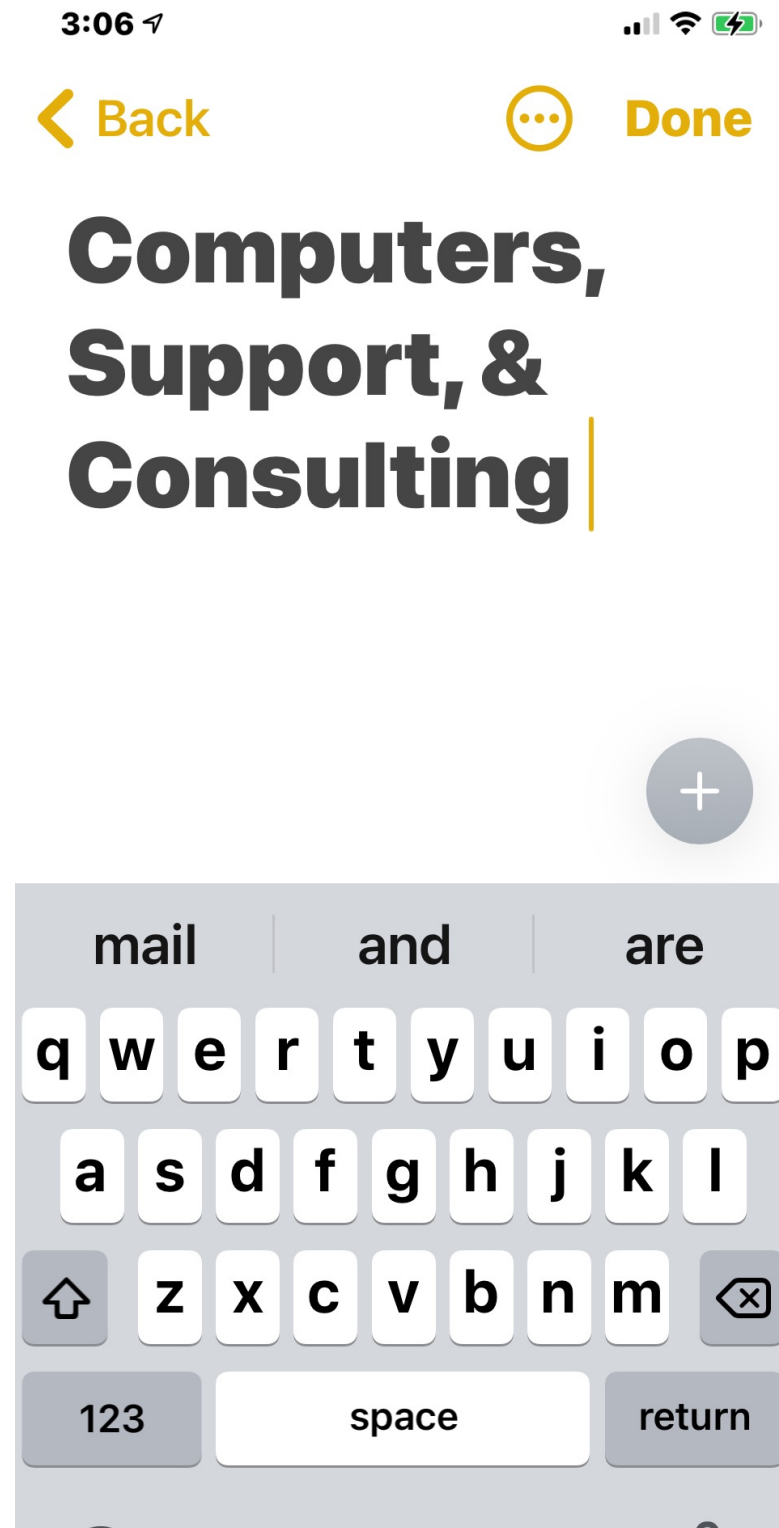 3:06
Back Done
Computers,
Support, &
Consulting
mail and are
q w e r t y u i o p
a s d f g h j k l
z x c v b n m
123 space return